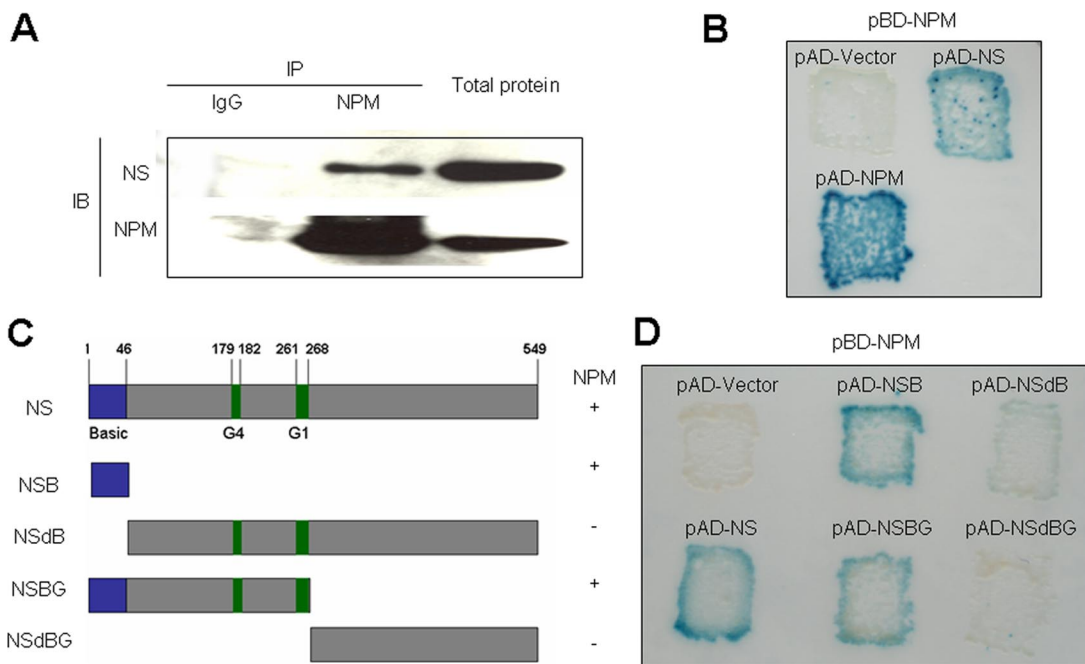 A
IP
IgG NPM Total protein
IB
NS
NPM
B
pBD-NPM
pAD-Vector pAD-NS
pAD-NPM
C
1 46 179 182 261 268 549
NPM
NS +
Basic G4 G1
NSB +
NSdB -
NSBG +
NSdBG -
D
pBD-NPM
pAD-Vector pAD-NSB pAD-NSdB
pAD-NS pAD-NSBG pAD-NSdBG